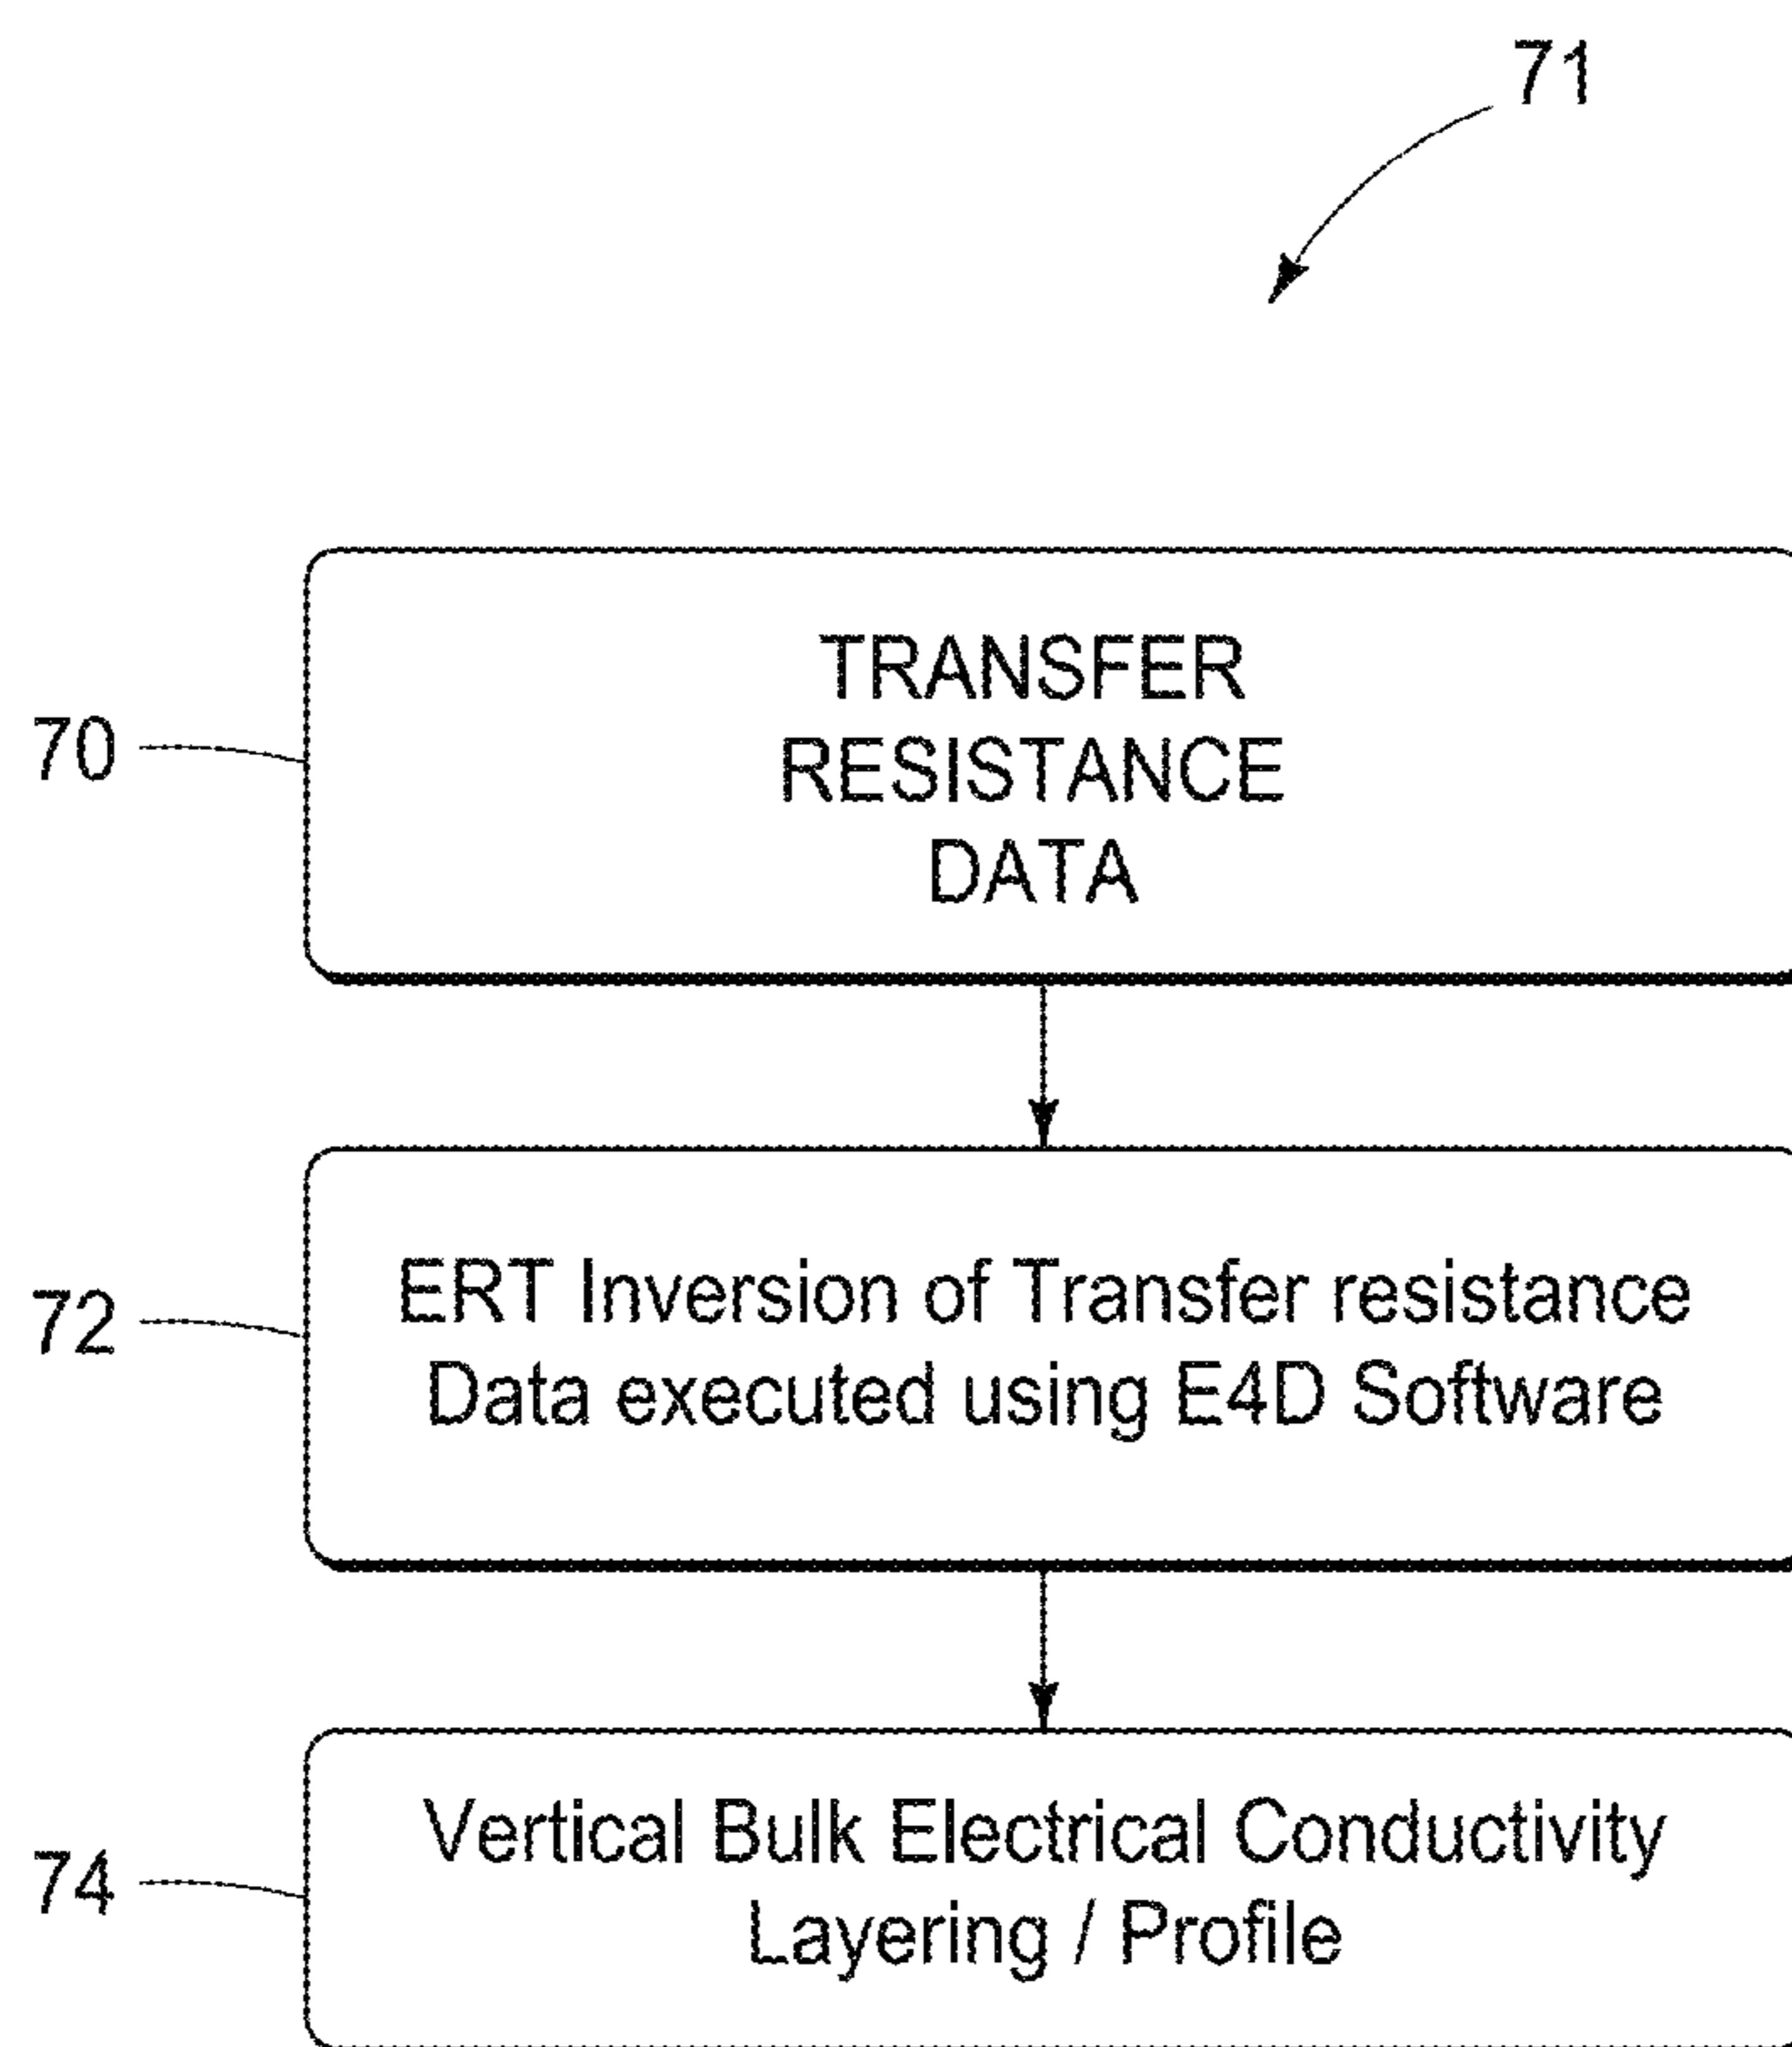 71
70
TRANSFER
RESISTANCE
DATA
72
ERT Inversion of Transfer resistance
Data executed using E4D Software
74
Vertical Bulk Electrical Conductivity
Layering / Profile